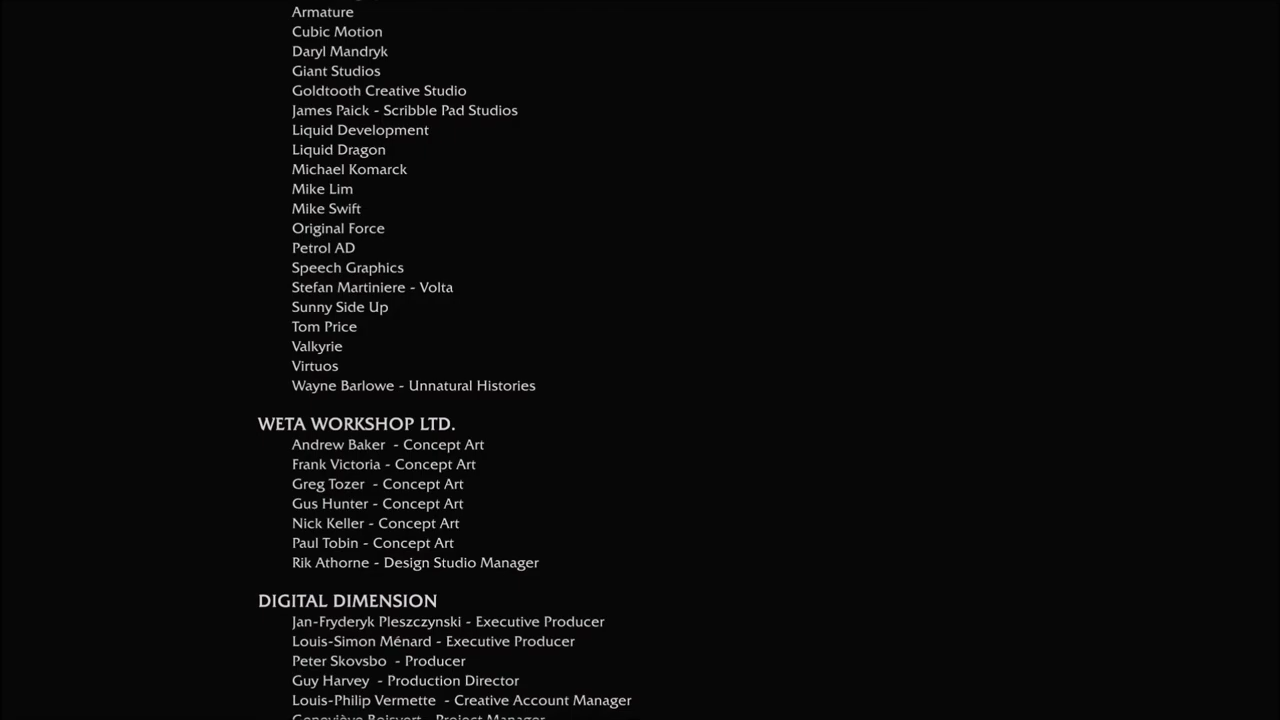 Armature
Cubic Motion
Daryl Mandryk
Giant Studios
Goldtooth Creative Studio
James Paick - Scribble Pad Studios
Liquid Development
Liquid Dragon
Michael Komarck
Mike Lim
Mike Swift
Original Force
Petrol AD
Speech Graphics
Stefan Martiniere - Volta
Sunny Side Up
Tom Price
Valkyrie
Virtuos
Wayne Barlowe - Unnatural Histories
WETA WORKSHOP LTD.
Andrew Baker - Concept Art
Frank Victoria - Concept Art
Greg Tozer - Concept Art
Gus Hunter - Concept Art
Nick Keller - Concept Art
Paul Tobin - Concept Art
Rik Athorne - Design Studio Manager
DIGITAL DIMENSION
Jan-Fryderyk Pleszczynski - Executive Producer
Louis-Simon Ménard - Executive Producer
Peter Skovsbo - Producer
Guy Harvey - Production Director
Louis-Philip Vermette - Creative Account Manager
Geneviève Boisvert - Project Manager